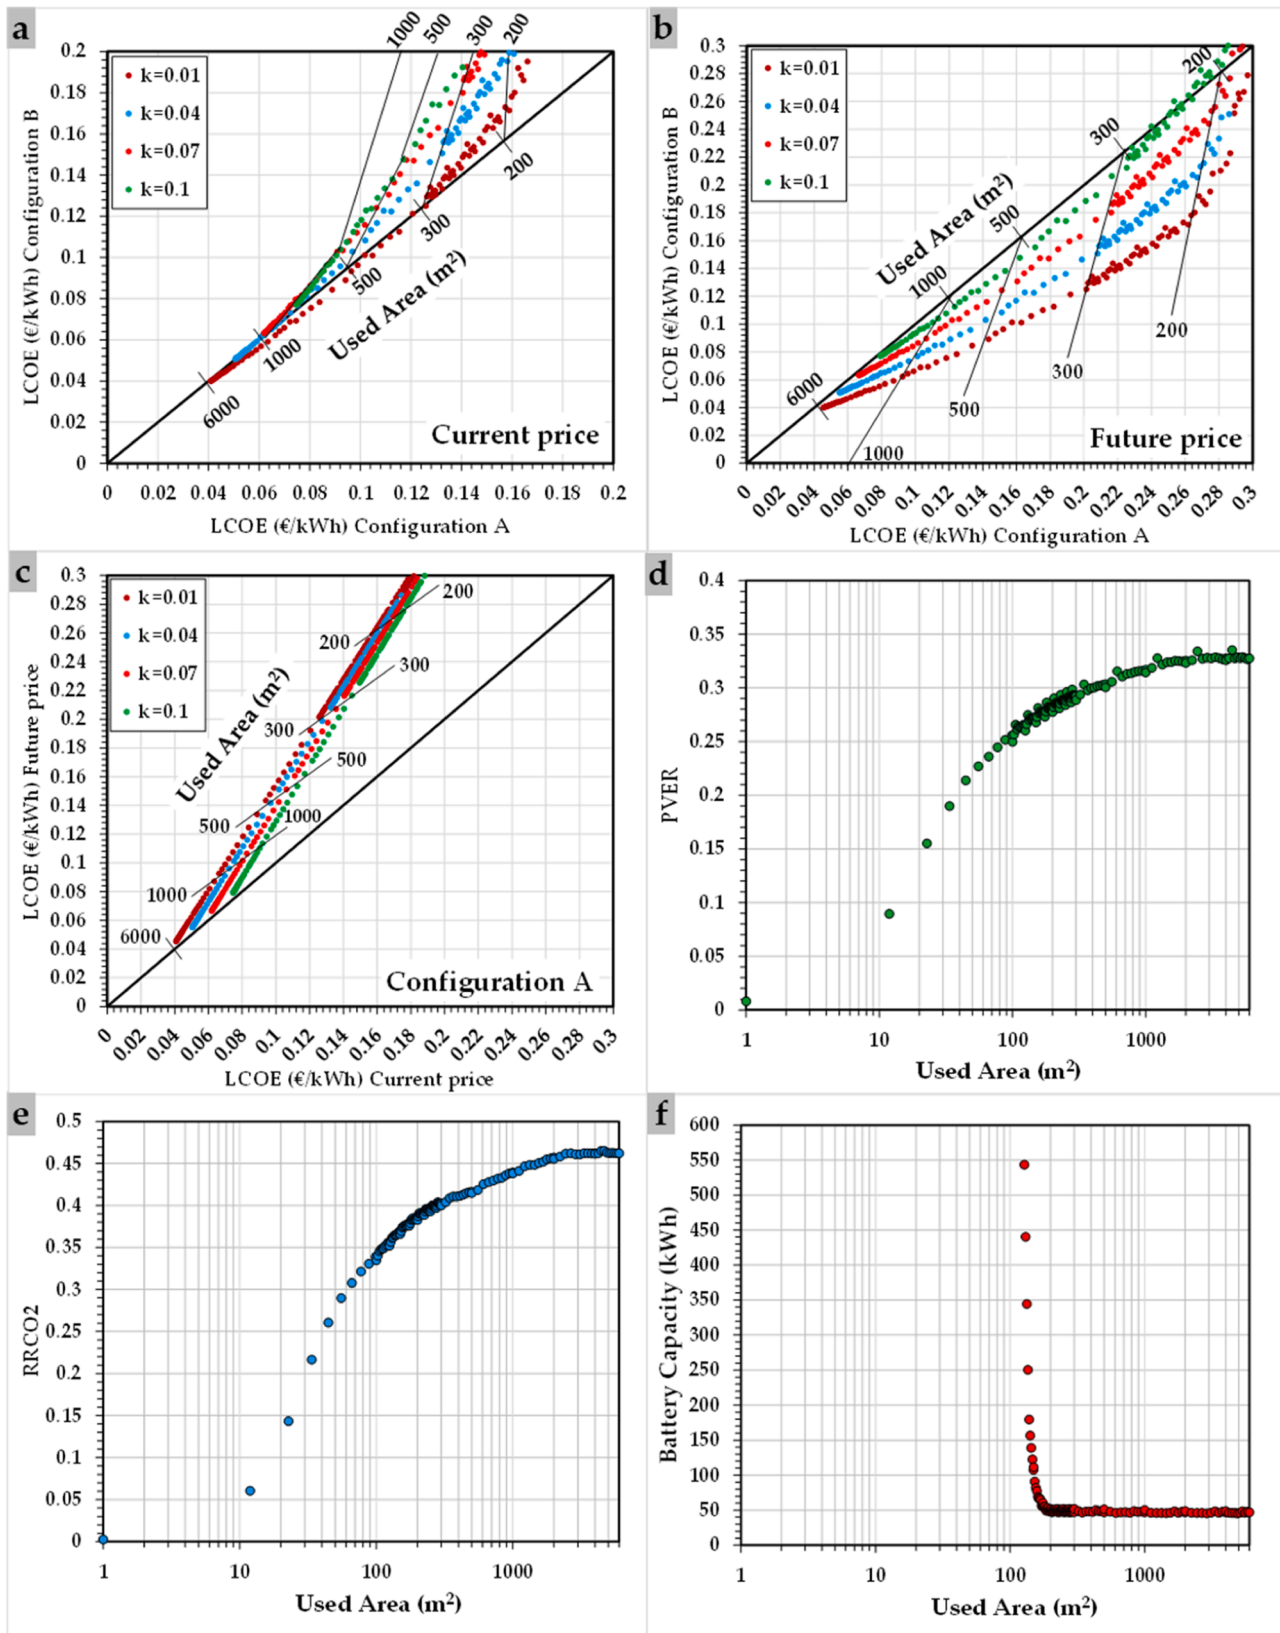 a
1000
500
300
200
0.2
0.18
0.16
0.14
0.12
0.1
0.08
0.06
0.04
0.02
0
LCOE (€/kWh) Configuration B
k=0.01
k=0.04
k=0.07
k=0.1
200
300
500
1000
6000
Used Area (m²)
Current price
0 0.02 0.04 0.06 0.08 0.1 0.12 0.14 0.16 0.18 0.2
LCOE (€/kWh) Configuration A
b
0.3
0.28
0.26
0.24
0.22
0.2
0.18
0.16
0.14
0.12
0.1
0.08
0.06
0.04
0.02
0
LCOE (€/kWh) Configuration B
k=0.01
k=0.04
k=0.07
k=0.1
200
300
500
1000
6000
Used Area (m²)
200
300
500
1000
Future price
0 0.02 0.04 0.06 0.08 0.1 0.12 0.14 0.16 0.18 0.2 0.22 0.24 0.26 0.28 0.3
LCOE (€/kWh) Configuration A
c
0.3
0.28
0.26
0.24
0.22
0.2
0.18
0.16
0.14
0.12
0.1
0.08
0.06
0.04
0.02
0
LCOE (€/kWh) Future price
k=0.01
k=0.04
k=0.07
k=0.1
200
200
300
300
500
500
1000
1000
6000
Used Area (m²)
Configuration A
0 0.02 0.04 0.06 0.08 0.1 0.12 0.14 0.16 0.18 0.2 0.22 0.24 0.26 0.28 0.3
LCOE (€/kWh) Current price
d
0.4
0.35
0.3
0.25
0.2
0.15
0.1
0.05
0
PVER
1 10 100 1000
Used Area (m²)
e
0.5
0.45
0.4
0.35
0.3
0.25
0.2
0.15
0.1
0.05
0
RRCO2
1 10 100 1000
Used Area (m²)
f
600
550
500
450
400
350
300
250
200
150
100
50
0
Battery Capacity (kWh)
1 10 100 1000
Used Area (m²)